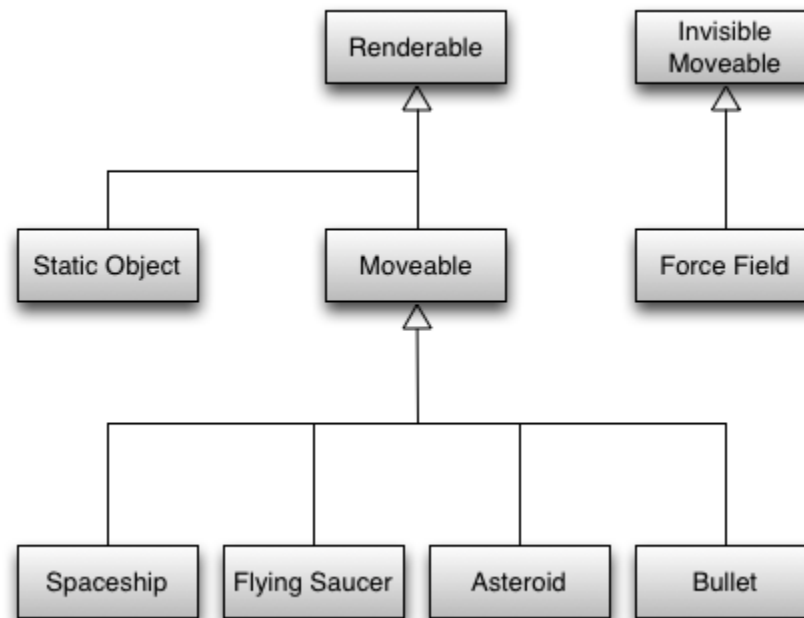 Renderable
Invisible
Moveable
Static Object
Moveable
Force Field
Spaceship
Flying Saucer
Asteroid
Bullet